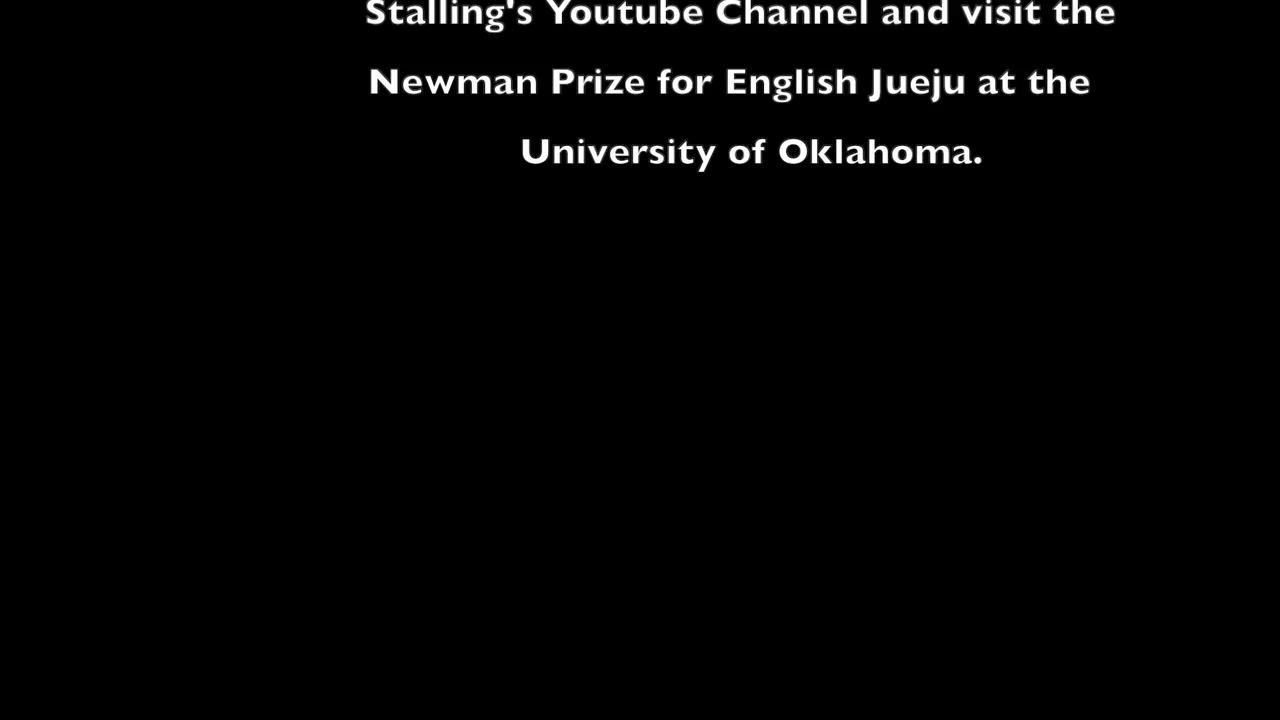 Stalling's Youtube Channel and visit the
Newman Prize for English Jueju at the
University of Oklahoma.